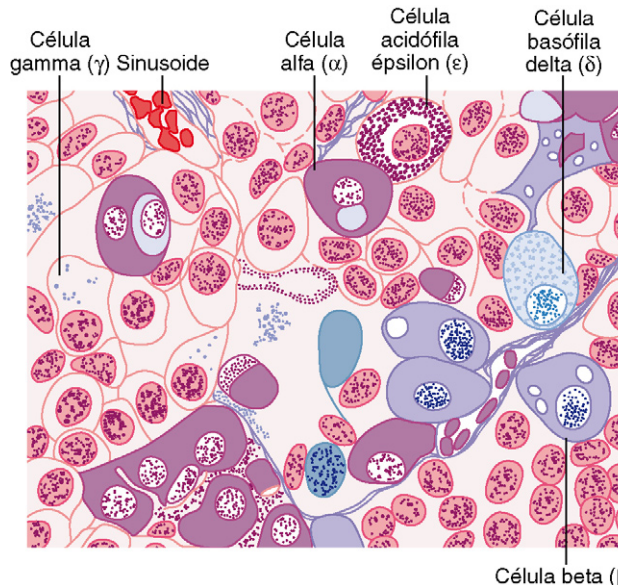 Célula
gamma (γ)
Sinusoide
Célula
alfa (α)
Célula
acidófila
épsilon (ε)
Célula
basófila
delta (δ)
Célula beta (